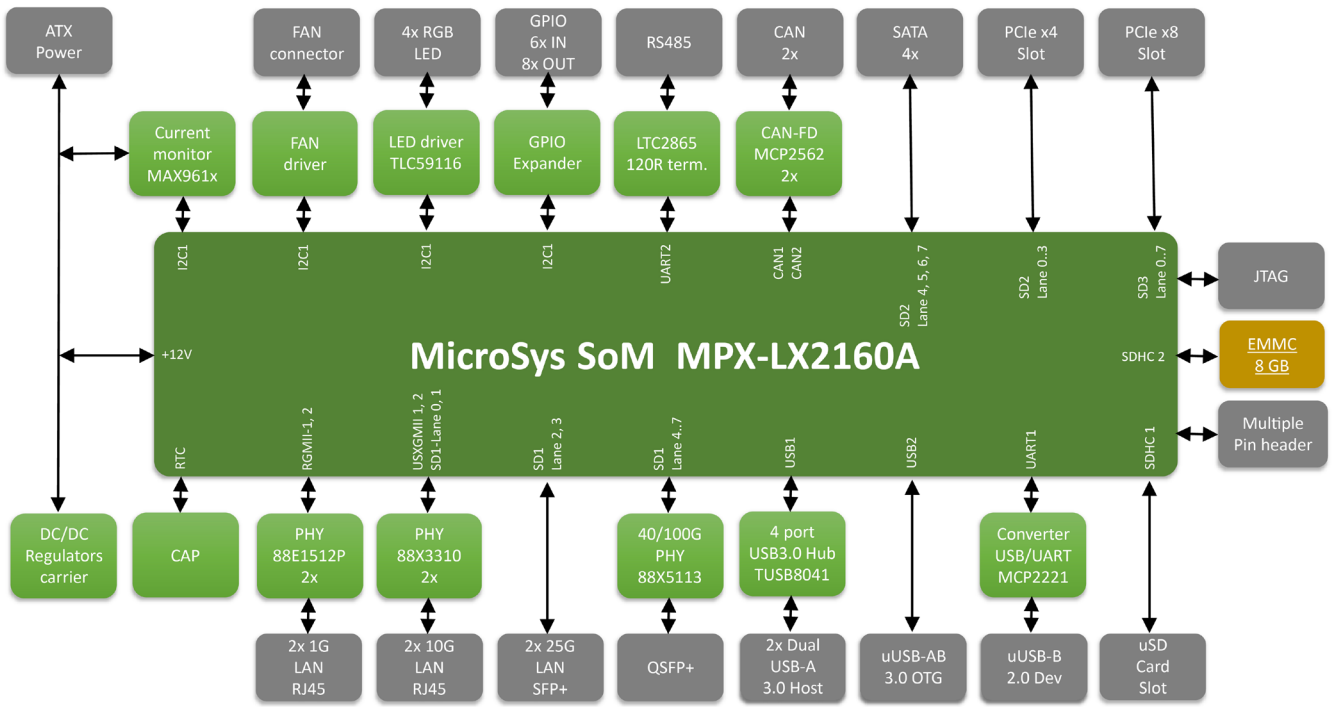 ATX
Power
FAN
connector
4x RGB
LED
GPIO
6x IN
8x OUT
RS485
CAN
2x
SATA
4x
PCIe x4
Slot
PCIe x8
Slot
Current
monitor
MAX961x
FAN
driver
LED driver
TLC59116
GPIO
Expander
LTC2865
120R term.
CAN-FD
MCP2562
2x
I2C1
I2C1
I2C1
I2C1
UART2
CAN1
CAN2
SD2
Lane 4, 5, 6, 7
SD2
Lane 0..3
SD3
Lane 0..7
JTAG
+12V
MicroSys SoM MPX-LX2160A
SDHC 2
EMMC
8 GB
Multiple
Pin header
RTC
RGMII-1, 2
USXGMII 1, 2
SD1-Lane 0, 1
SD1
Lane 2, 3
SD1
Lane 4..7
USB1
USB2
UART1
SDHC 1
DC/DC
Regulators
carrier
CAP
PHY
88E1512P
2x
PHY
88X3310
2x
40/100G
PHY
88X5113
4 port
USB3.0 Hub
TUSB8041
Converter
USB/UART
MCP2221
2x 1G
LAN
RJ45
2x 10G
LAN
RJ45
2x 25G
LAN
SFP+
QSFP+
2x Dual
USB-A
3.0 Host
uUSB-AB
3.0 OTG
uUSB-B
2.0 Dev
uSD
Card
Slot